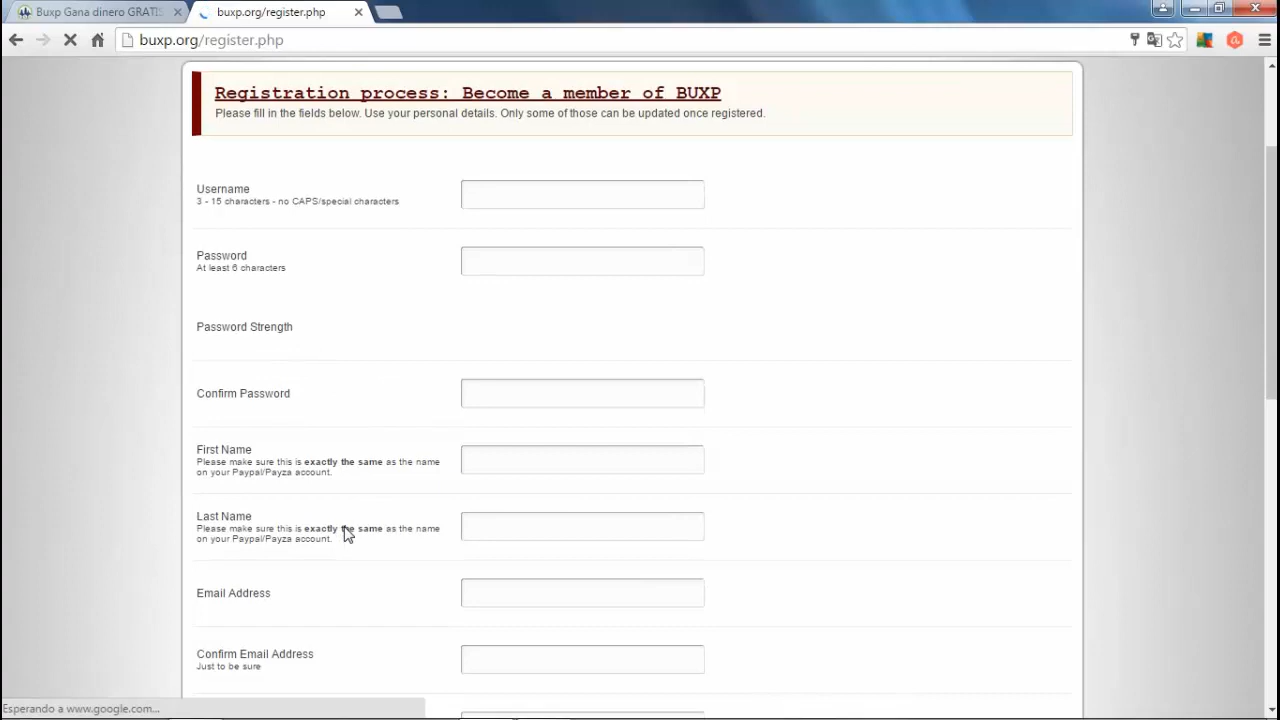 Buxp Gana dinero GRATIS
buxp.org/register.php
buxp.org/register.php
Registration process: Become a member of BUXP
Please fill in the fields below. Use your personal details. Only some of those can be updated once registered.
Username
3 - 15 characters - no CAPS/special characters
Password
At least 6 characters
Password Strength
Confirm Password
First Name
Please make sure this is exactly the same as the name
on your Paypal/Payza account.
Last Name
Please make sure this is exactly the same as the name
on your Paypal/Payza account.
Email Address
Confirm Email Address
Just to be sure
Esperando a www.google.com...